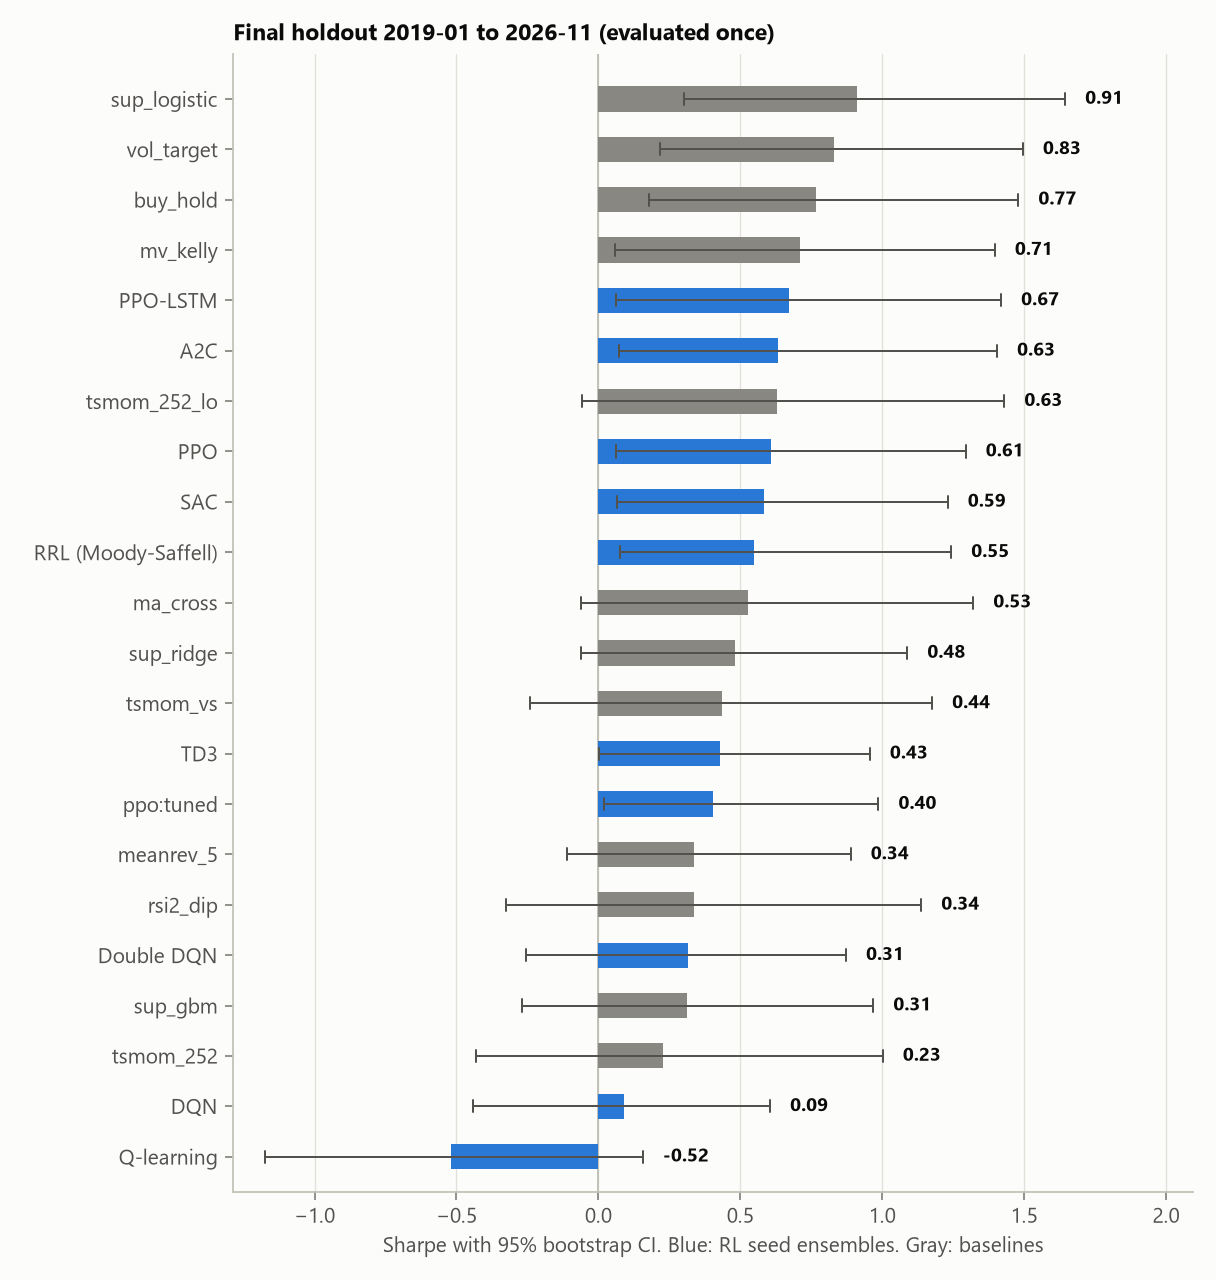 Final holdout 2019-01 to 2026-11 (evaluated once)
sup_logistic 0.91
vol_target 0.83
buy_hold 0.77
mv_kelly 0.71
PPO-LSTM 0.67
A2C 0.63
tsmom_252_lo 0.63
PPO 0.61
SAC 0.59
RRL (Moody-Saffell) 0.55
ma_cross 0.53
sup_ridge 0.48
tsmom_vs 0.44
TD3 0.43
ppo:tuned 0.40
meanrev_5 0.34
rsi2_dip 0.34
Double DQN 0.31
sup_gbm 0.31
tsmom_252 0.23
DQN 0.09
Q-learning -0.52
−1.0 −0.5 0.0 0.5 1.0 1.5 2.0
Sharpe with 95% bootstrap CI. Blue: RL seed ensembles. Gray: baselines